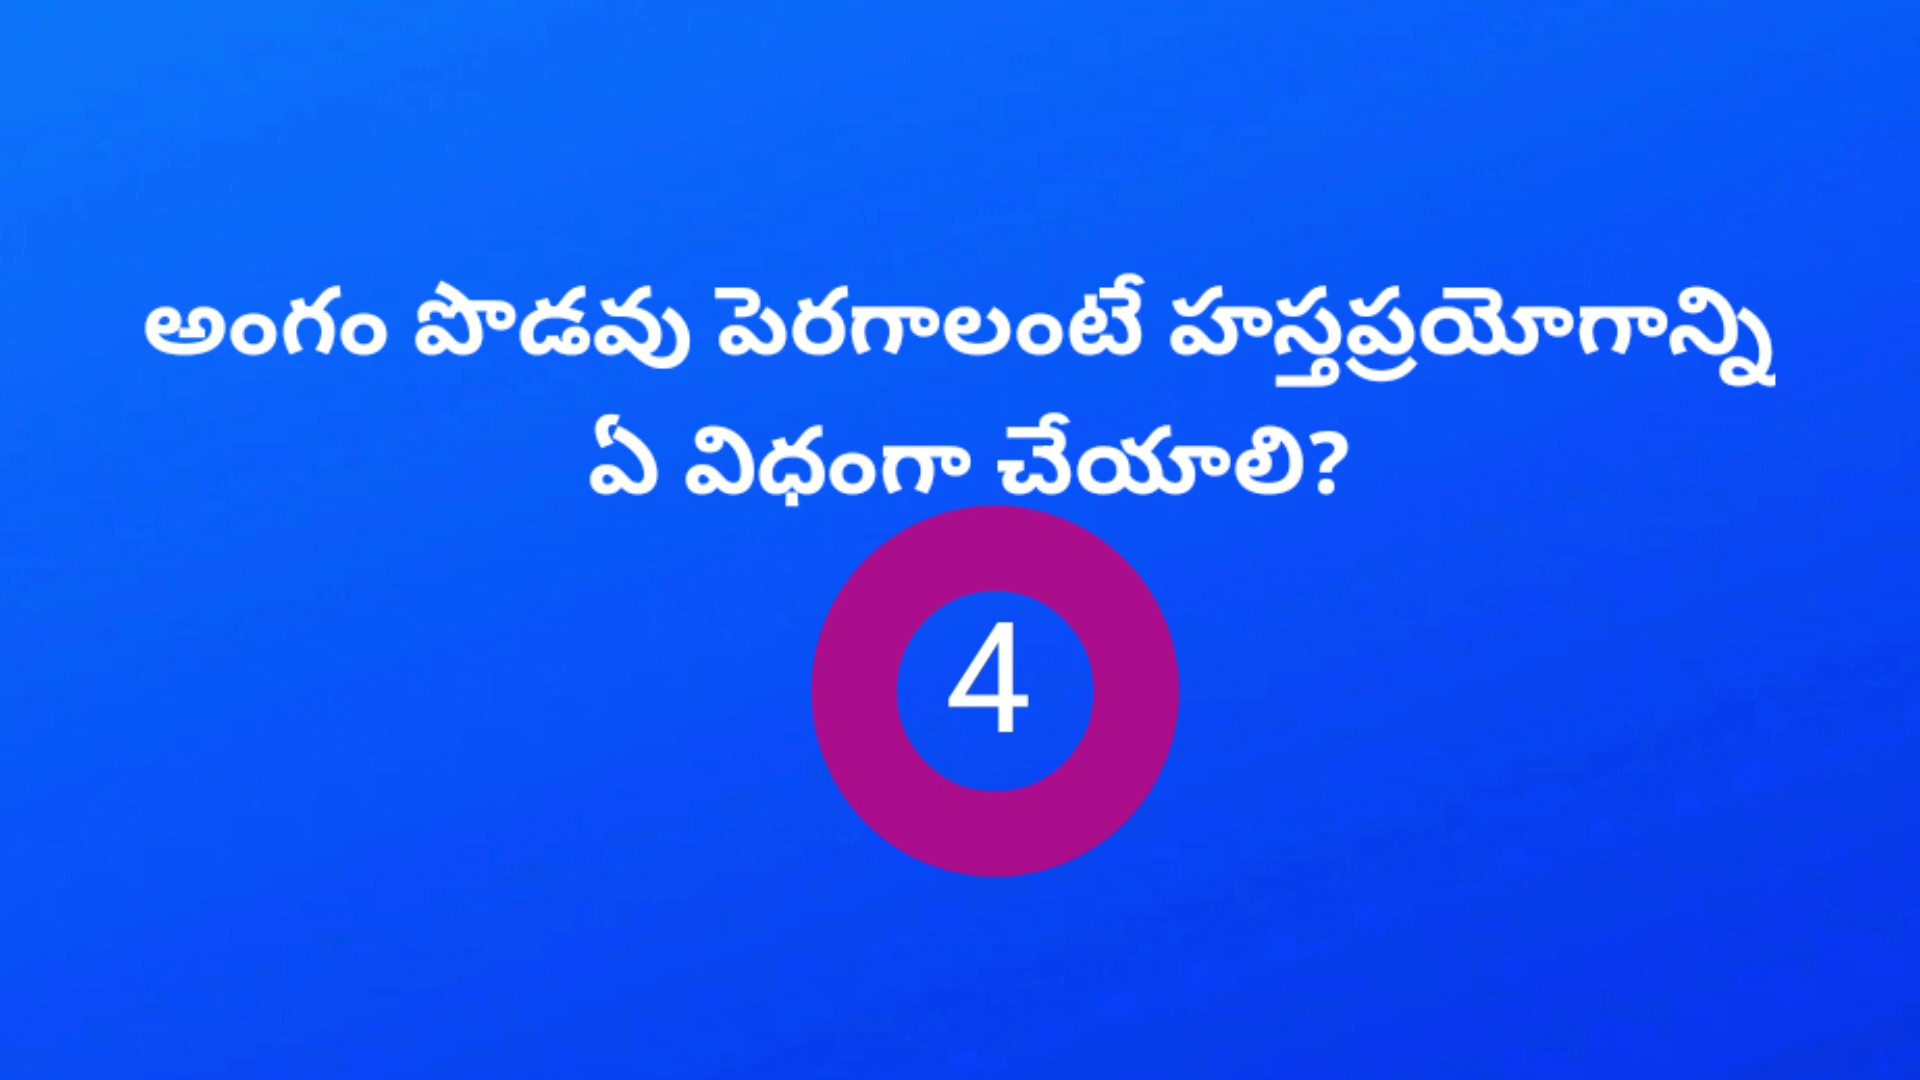 అంగం పొడవు పెరగాలంటే హస్తప్రయోగాన్ని
ఏ విధంగా చేయాలి?
4